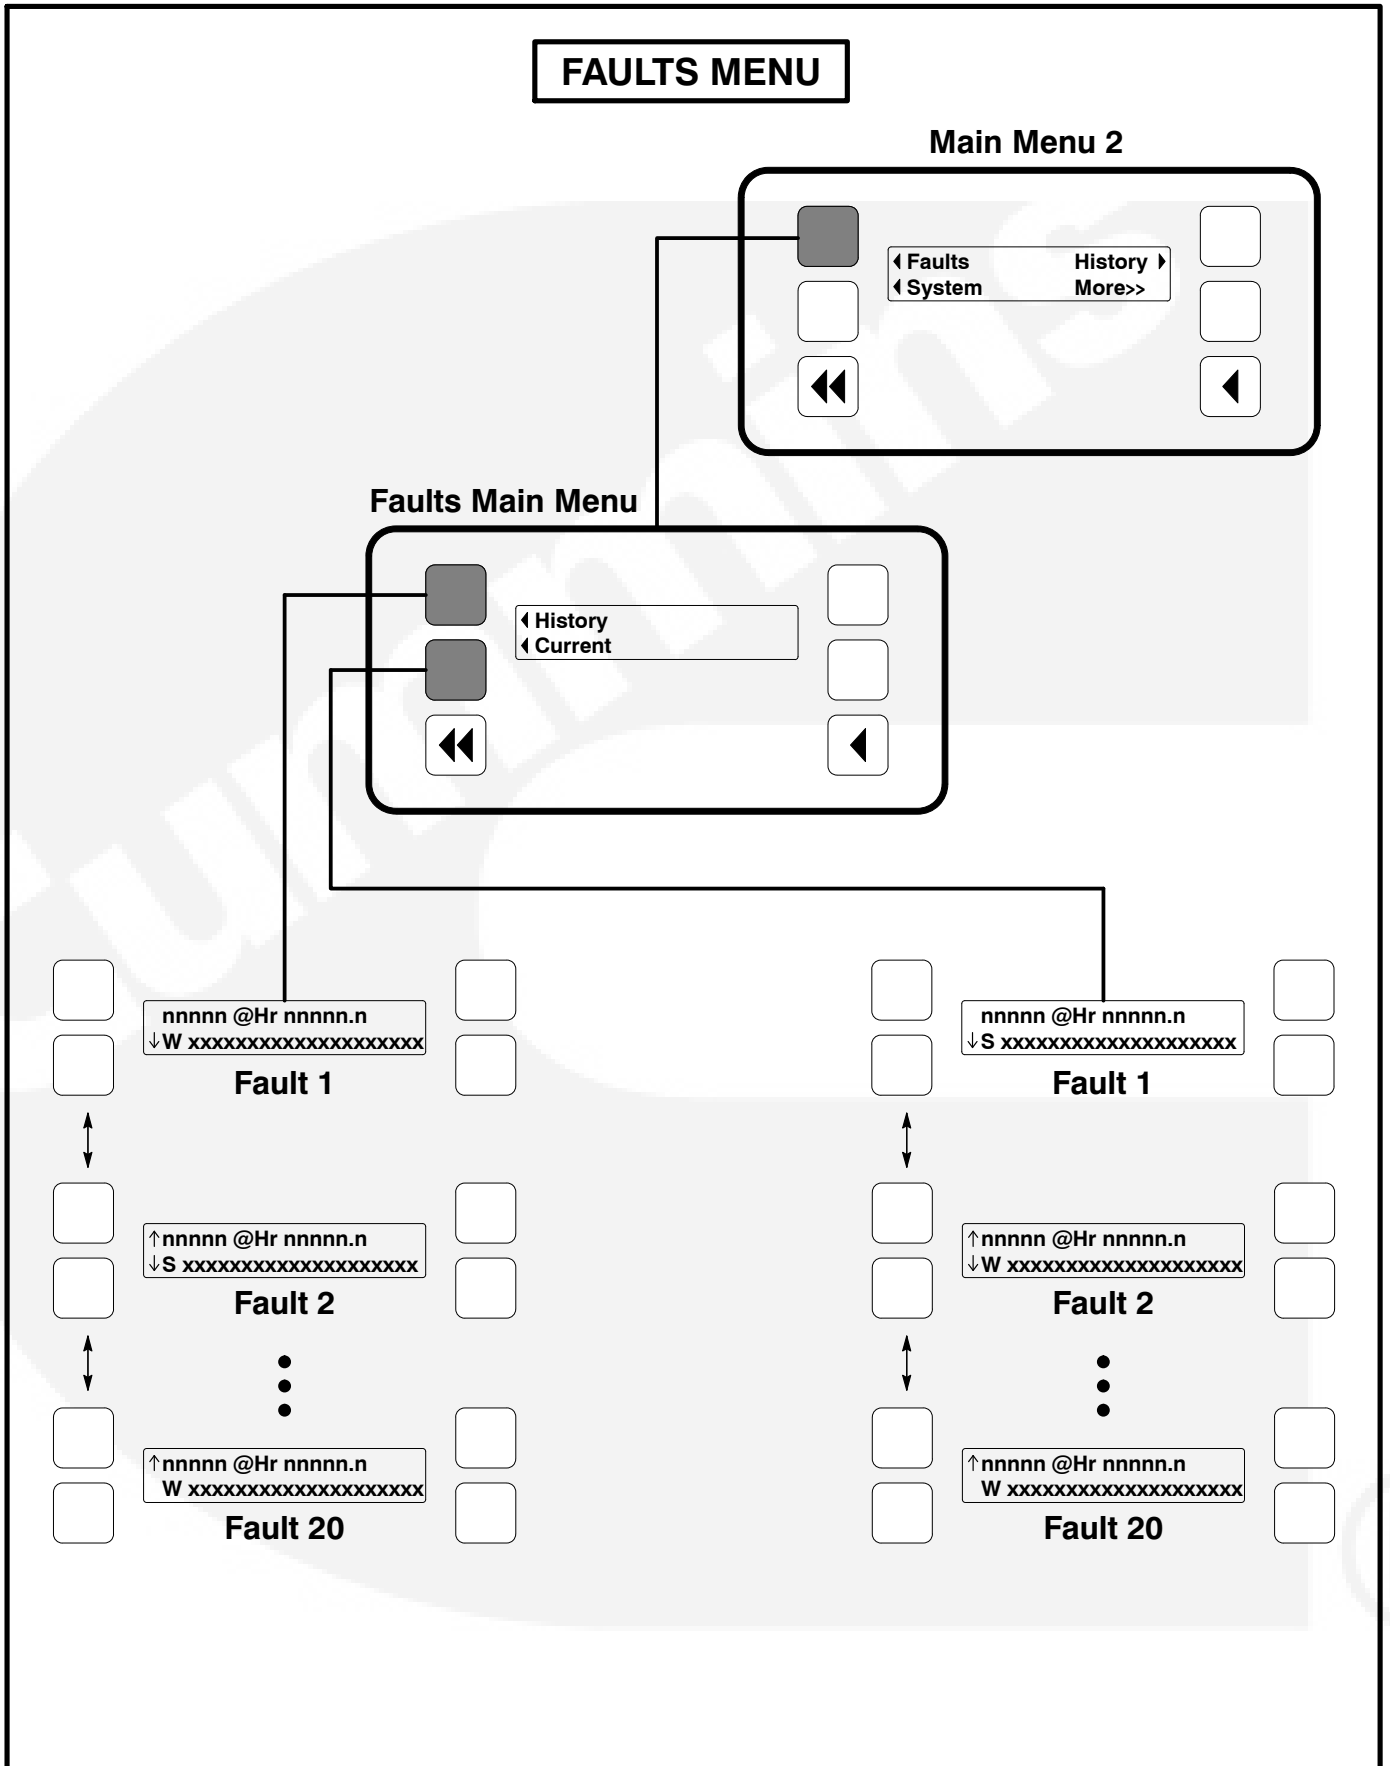 FAULTS MENU
Main Menu 2
Faults History
System More>>
Faults Main Menu
History
Current
nnnnn @Hr nnnnn.n
↓W xxxxxxxxxxxxxxxxxxxx
Fault 1
nnnnn @Hr nnnnn.n
↓S xxxxxxxxxxxxxxxxxxxx
Fault 1
↑nnnnn @Hr nnnnn.n
↓S xxxxxxxxxxxxxxxxxxxx
Fault 2
↑nnnnn @Hr nnnnn.n
↓W xxxxxxxxxxxxxxxxxxxx
Fault 2
↑nnnnn @Hr nnnnn.n
W xxxxxxxxxxxxxxxxxxxx
Fault 20
↑nnnnn @Hr nnnnn.n
W xxxxxxxxxxxxxxxxxxxx
Fault 20
cummins